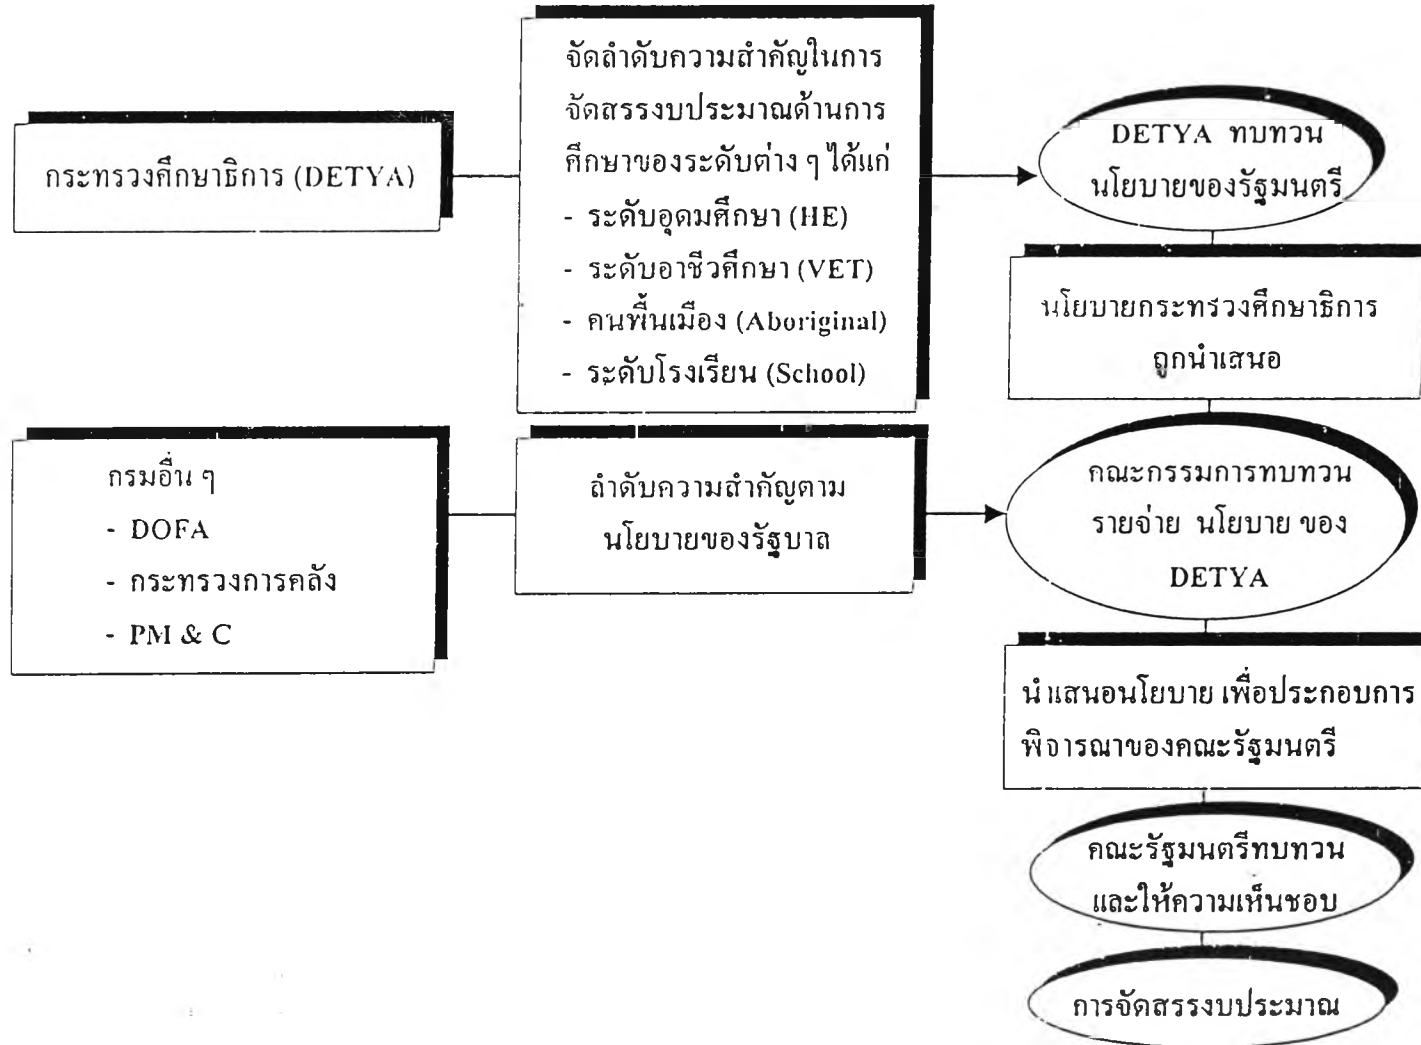 กระทรวงศึกษาธิการ (DETYA)
จัดลำดับความสำคัญในการ
จัดสรรงบประมาณด้านการ
ศึกษาของระดับต่าง ๆ ได้แก่
- ระดับอุดมศึกษา (HE)
- ระดับอาชีวศึกษา (VET)
- คนพื้นเมือง (Aboriginal)
- ระดับโรงเรียน (School)
DETYA ทบทวน
นโยบายของรัฐมนตรี
นโยบายกระทรวงศึกษาธิการ
ถูกนำเสนอ
กรมอื่น ๆ
- DOFA
- กระทรวงการคลัง
- PM & C
ลำดับความสำคัญตาม
นโยบายของรัฐบาล
คณะกรรมการทบทวน
รายจ่าย นโยบาย ของ
DETYA
นำเสนอนโยบาย เพื่อประกอบการ
พิจารณาของคณะรัฐมนตรี
คณะรัฐมนตรีทบทวน
และให้ความเห็นชอบ
การจัดสรรงบประมาณ